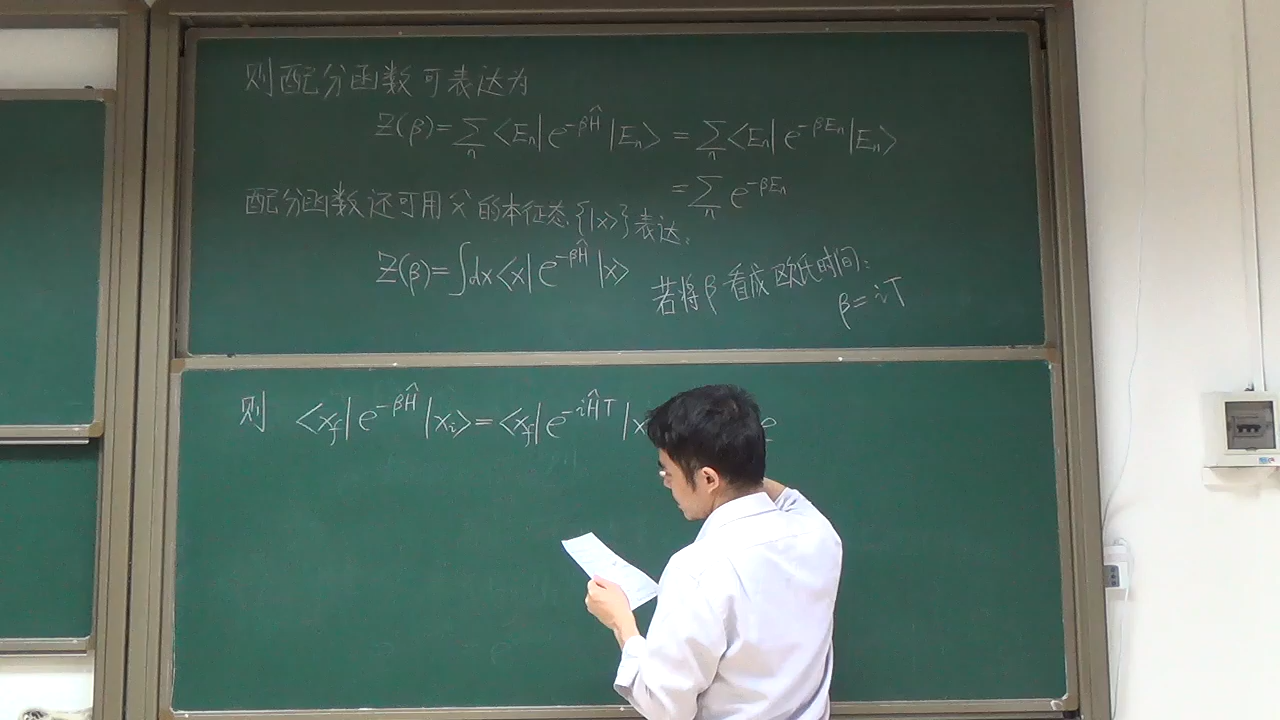 则配分函数可表达为
Z(β)=∑ₙ⟨Eₙ|e^{-βĤ}|Eₙ⟩=∑ₙ⟨Eₙ|e^{-βEₙ}|Eₙ⟩
=∑ₙ e^{-βEₙ}
配分函数还可用 x̂ 的本征态{|x⟩}表达:
Z(β)=∫dx⟨x|e^{-βĤ}|x⟩
若将β看成欧氏时间:
β=iT
则 ⟨x_f|e^{-βĤ}|x_i⟩=⟨x_f|e^{-iĤT}|x